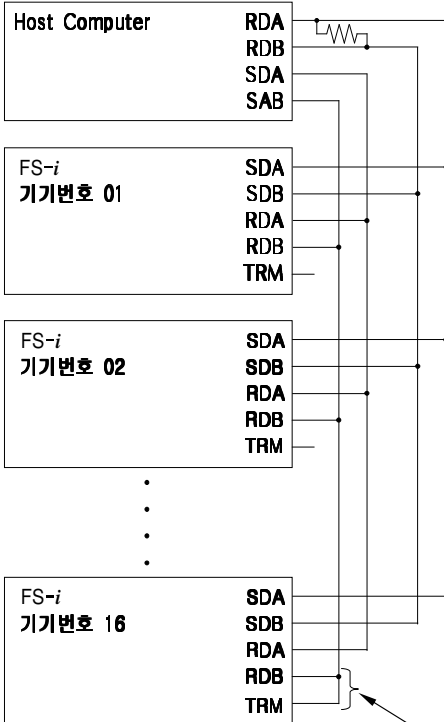 Host Computer RDA
RDB
SDA
SAB
FS-i SDA
기기번호 01 SDB
RDA
RDB
TRM
FS-i SDA
기기번호 02 SDB
RDA
RDB
TRM
FS-i SDA
기기번호 16 SDB
RDA
RDB
TRM